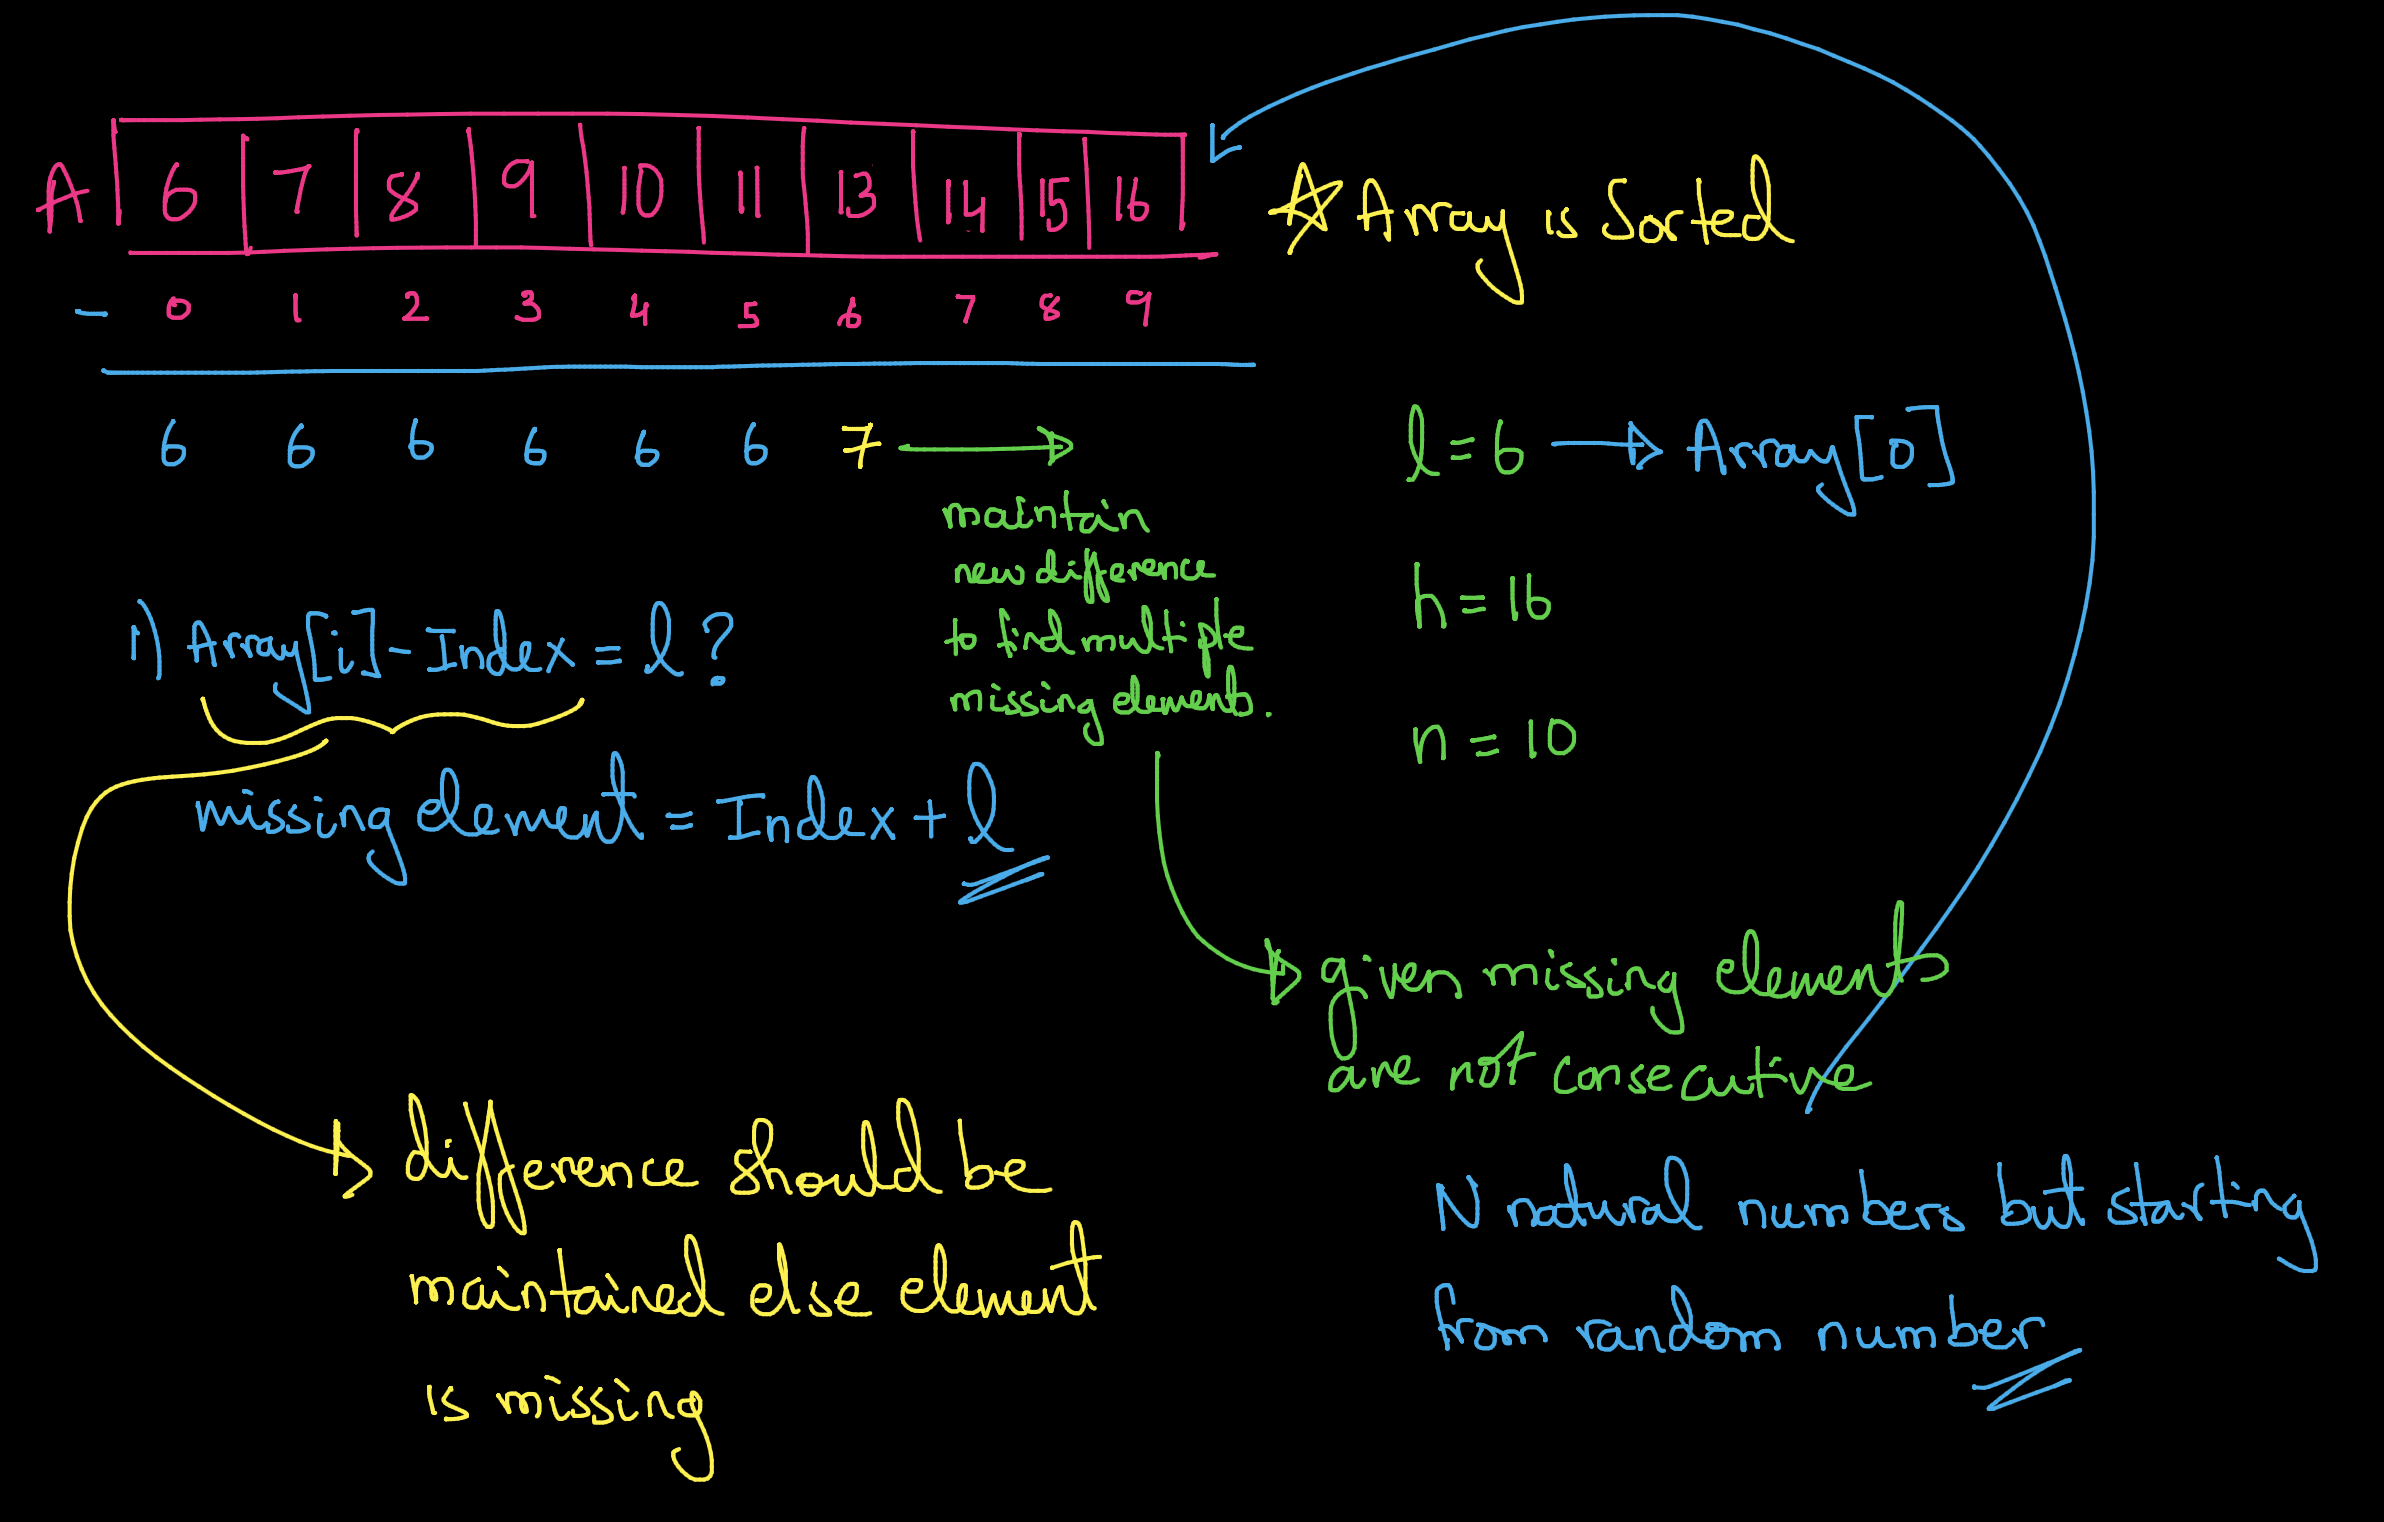 A 6 7 8 9 10 11 13 14 15 16
☆ Array is Sorted
- 0 1 2 3 4 5 6 7 8 9
6 6 6 6 6 6 7
l = 6 → Array[0]
maintain
new difference
to find multiple
missing elements.
h = 16
n = 10
1) Array[i] - Index = l ?
missing element = Index + l
given missing elements
are not consecutive
difference should be
maintained else element
is missing
N natural numbers but starting
from random number